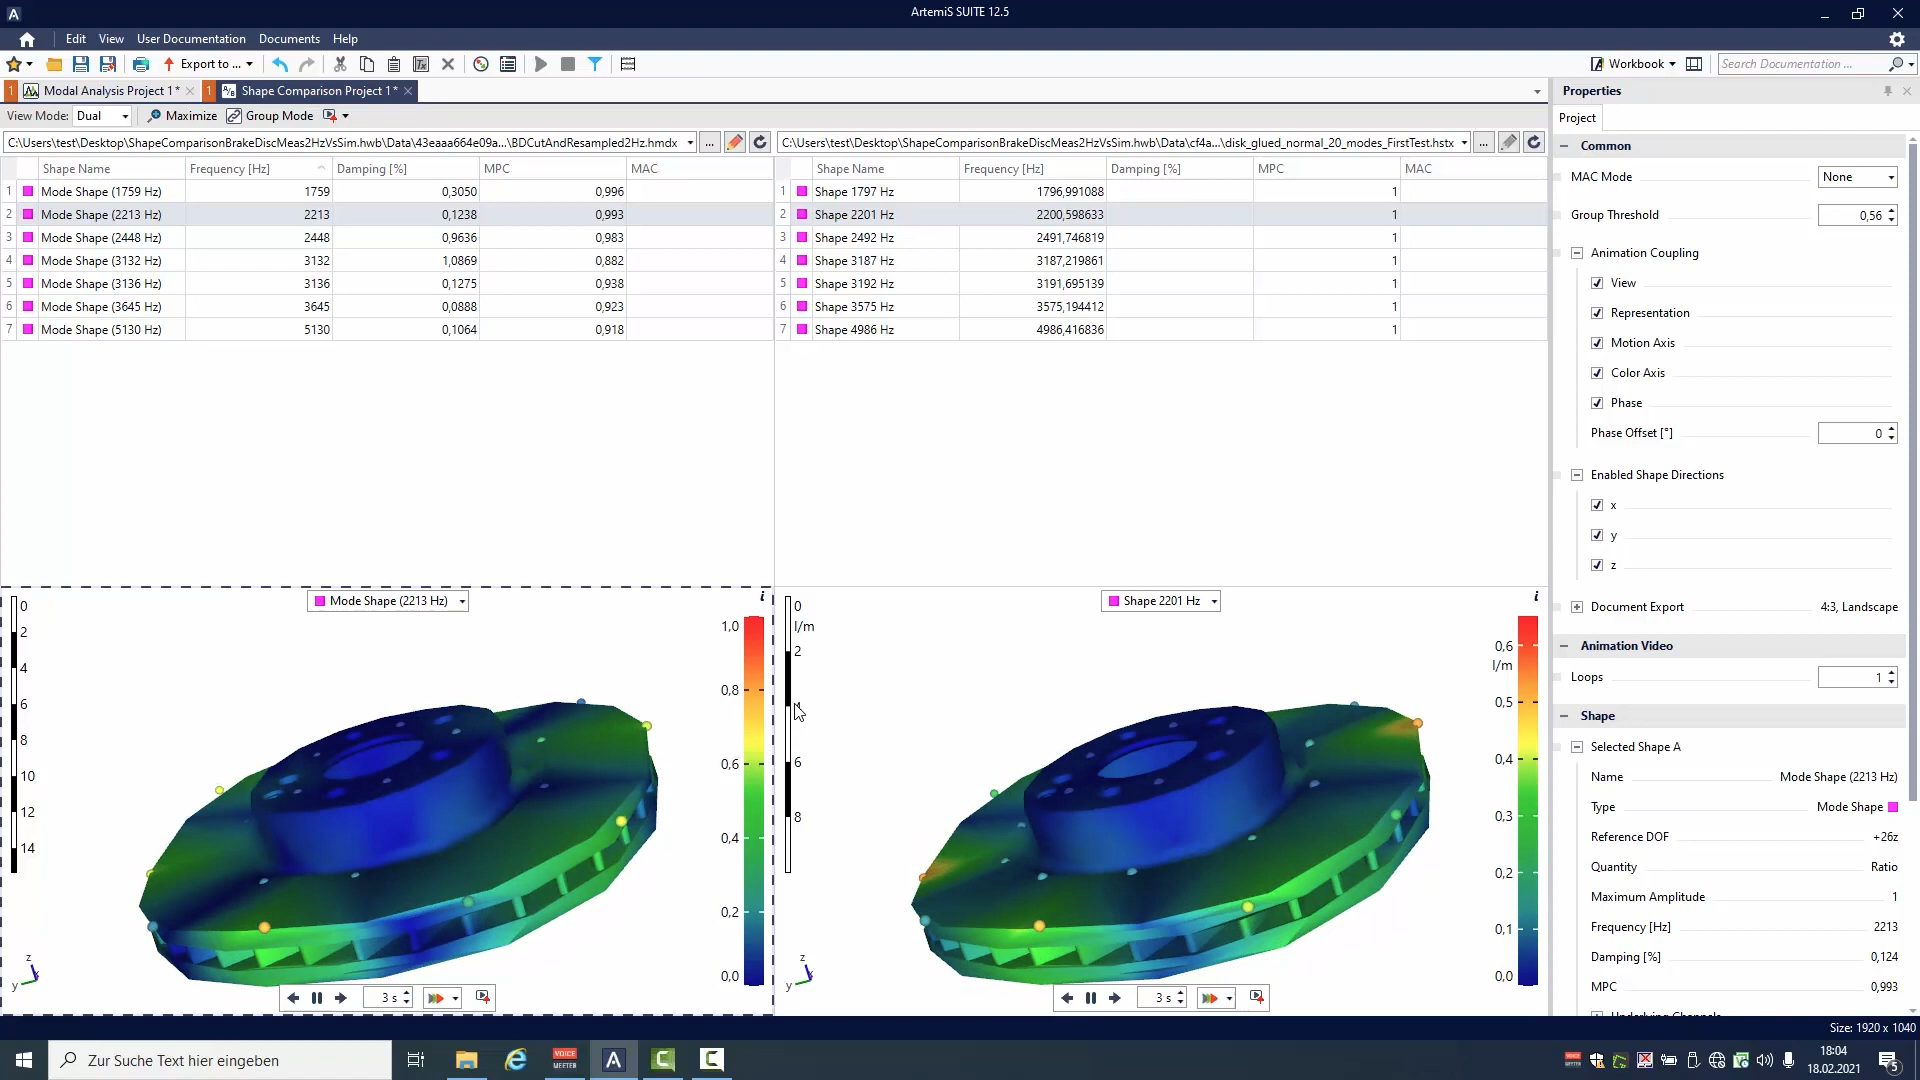 ArtemiS SUITE 12.5
Edit View User Documentation Documents Help
Export to ... Workbook Search Documentation ...
1 Modal Analysis Project 1* 1 Shape Comparison Project 1* Properties
View Mode: Dual Maximize Group Mode Project
C:\Users\test\Desktop\ShapeComparisonBrakeDiscMeas2HzVsSim.hwb\Data\43eaaa664e09a...\BDCutAndResampled2Hz.hmdx ... C:\Users\test\Desktop\ShapeComparisonBrakeDiscMeas2HzVsSim.hwb\Data\cf4a...\disk_glued_normal_20_modes_FirstTest.hstx ...
Shape Name Frequency [Hz] Damping [%] MPC MAC Shape Name Frequency [Hz] Damping [%] MPC MAC
1 Mode Shape (1759 Hz) 1759 0,3050 0,996 1 Shape 1797 Hz 1796,991088 1
2 Mode Shape (2213 Hz) 2213 0,1238 0,993 2 Shape 2201 Hz 2200,598633 1
3 Mode Shape (2448 Hz) 2448 0,9636 0,983 3 Shape 2492 Hz 2491,746819 1
4 Mode Shape (3132 Hz) 3132 1,0869 0,882 4 Shape 3187 Hz 3187,219861 1
5 Mode Shape (3136 Hz) 3136 0,1275 0,938 5 Shape 3192 Hz 3191,695139 1
6 Mode Shape (3645 Hz) 3645 0,0888 0,923 6 Shape 3575 Hz 3575,194412 1
7 Mode Shape (5130 Hz) 5130 0,1064 0,918 7 Shape 4986 Hz 4986,416836 1
Mode Shape (2213 Hz)
i
0
2
4
6
8
10
12
14
1,0
0,8
0,6
0,4
0,2
0,0
z
y
3 s
Shape 2201 Hz
i
0
l/m
2
6
8
0,6
l/m
0,5
0,4
0,3
0,2
0,1
0,0
z
y
3 s
Common
MAC Mode None
Group Threshold 0,56
Animation Coupling
View
Representation
Motion Axis
Color Axis
Phase
Phase Offset [°] 0
Enabled Shape Directions
x
y
z
Document Export 4:3, Landscape
Animation Video
Loops 1
Shape
Selected Shape A
Name Mode Shape (2213 Hz)
Type Mode Shape
Reference DOF +26z
Quantity Ratio
Maximum Amplitude 1
Frequency [Hz] 2213
Damping [%] 0,124
MPC 0,993
Size: 1920 x 1040
Zur Suche Text hier eingeben
VOICE
MEETER
18:04
18.02.2021
5